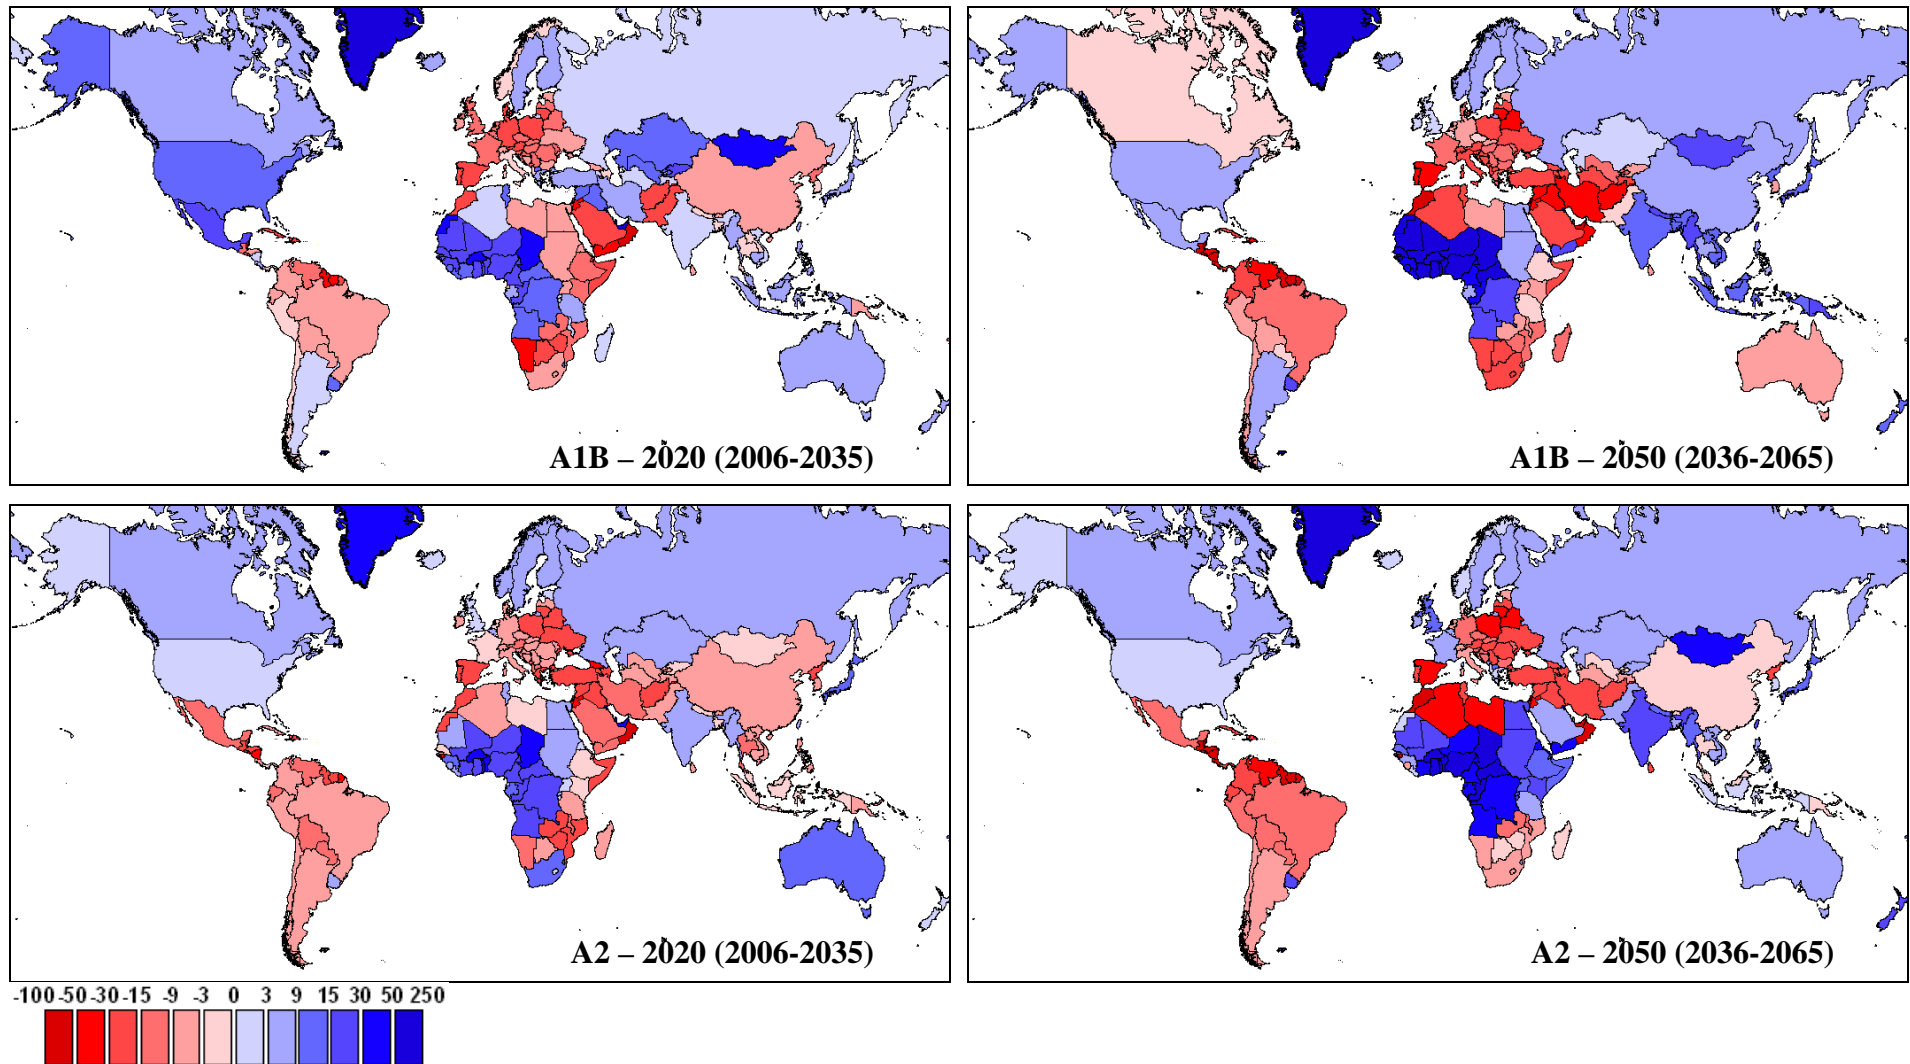 A1B – 2020 (2006-2035)
A1B – 2050 (2036-2065)
A2 – 2020 (2006-2035)
A2 – 2050 (2036-2065)
-100 -50 -30 -15 -9 -3 0 3 9 15 30 50 250